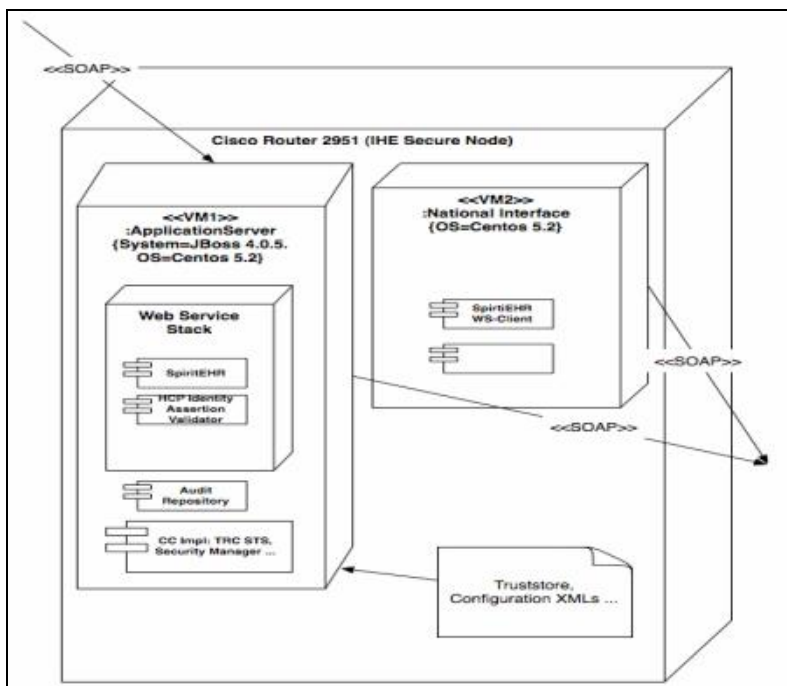 <<SOAP>>
Cisco Router 2951 (IHE Secure Node)
<<VM1>>
:ApplicationServer
{System=JBoss 4.0.5.
OS=Centos 5.2}
Web Service
Stack
SpiritEHR
HCP Identity
Assertion
Validator
Audit
Repository
CC Impl: TRC STS,
Security Manager ...
<<VM2>>
:National Interface
{OS=Centos 5.2}
SpirtiEHR
WS-Client
<<SOAP>>
<<SOAP>>
Truststore,
Configuration XMLs ...